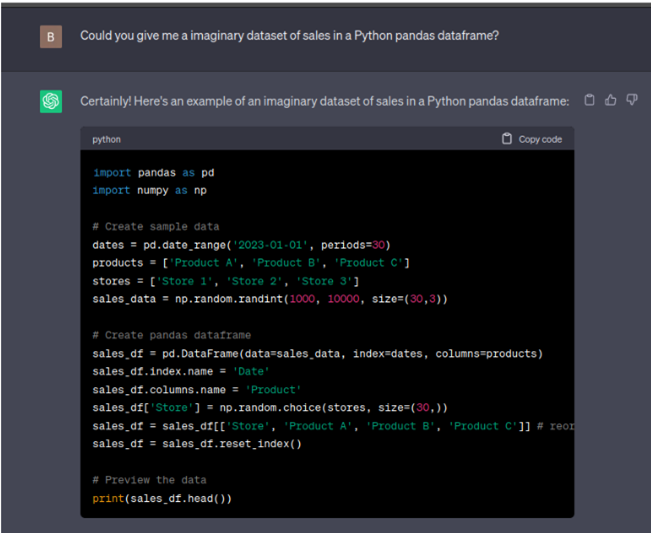 B
Could you give me a imaginary dataset of sales in a Python pandas dataframe?
Certainly! Here's an example of an imaginary dataset of sales in a Python pandas dataframe:
python
Copy code
import pandas as pd
import numpy as np
# Create sample data
dates = pd.date_range('2023-01-01', periods=30)
products = ['Product A', 'Product B', 'Product C']
stores = ['Store 1', 'Store 2', 'Store 3']
sales_data = np.random.randint(1000, 10000, size=(30,3))
# Create pandas dataframe
sales_df = pd.DataFrame(data=sales_data, index=dates, columns=products)
sales_df.index.name = 'Date'
sales_df.columns.name = 'Product'
sales_df['Store'] = np.random.choice(stores, size=(30,))
sales_df = sales_df[['Store', 'Product A', 'Product B', 'Product C']] # reor
sales_df = sales_df.reset_index()
# Preview the data
print(sales_df.head())